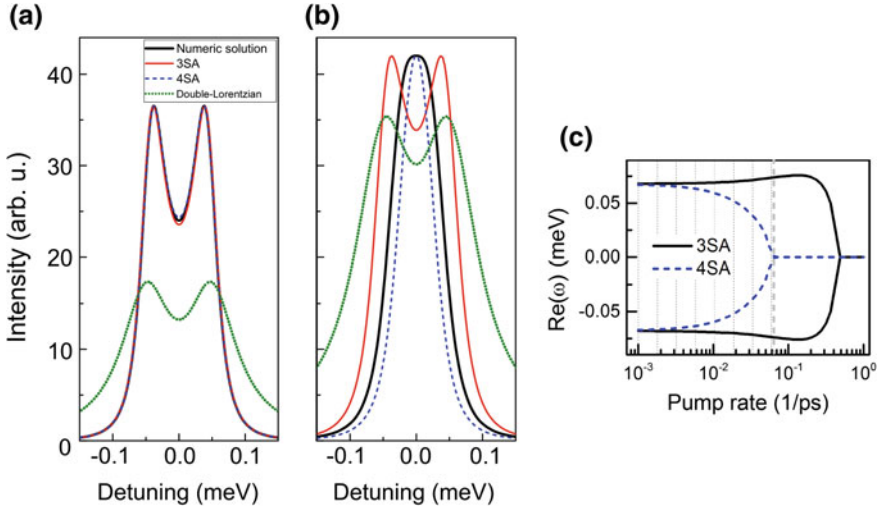 (a)
Numeric solution
3SA
4SA
Double-Lorentzian
40
30
20
10
0
Intensity (arb. u.)
-0.1 0.0 0.1
Detuning (meV)
(b)
-0.1 0.0 0.1
Detuning (meV)
(c)
0.05
0.00
-0.05
Re(ω) (meV)
3SA
4SA
10⁻³ 10⁻² 10⁻¹ 10⁰
Pump rate (1/ps)